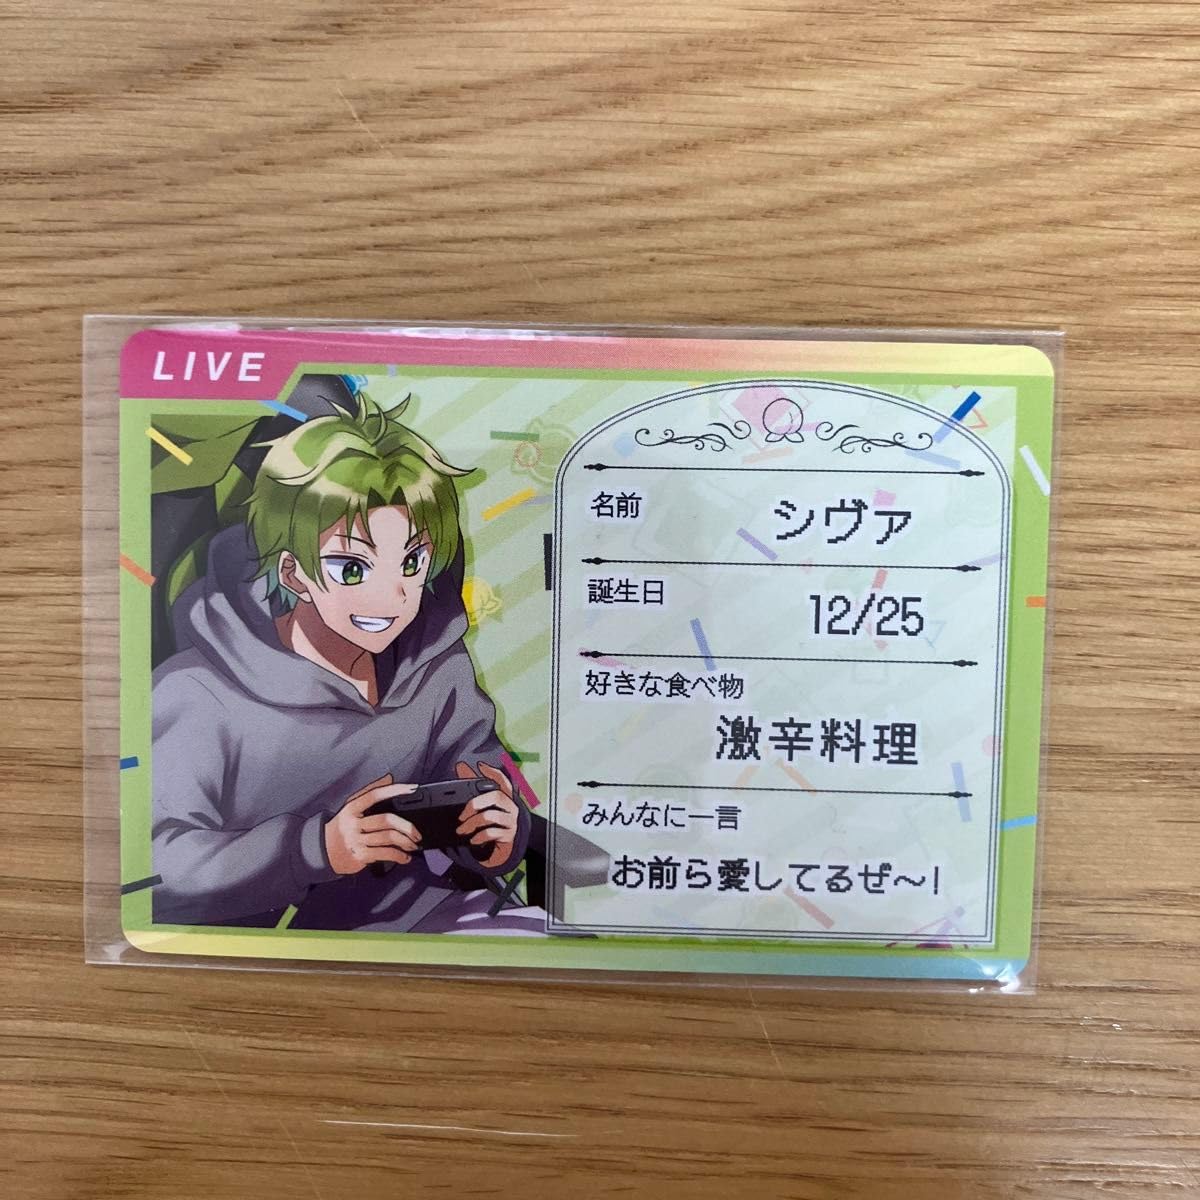 LIVE
名前
シヴァ
誕生日
12/25
好きな食べ物
激辛料理
みんなに一言
お前ら愛してるぜ〜!